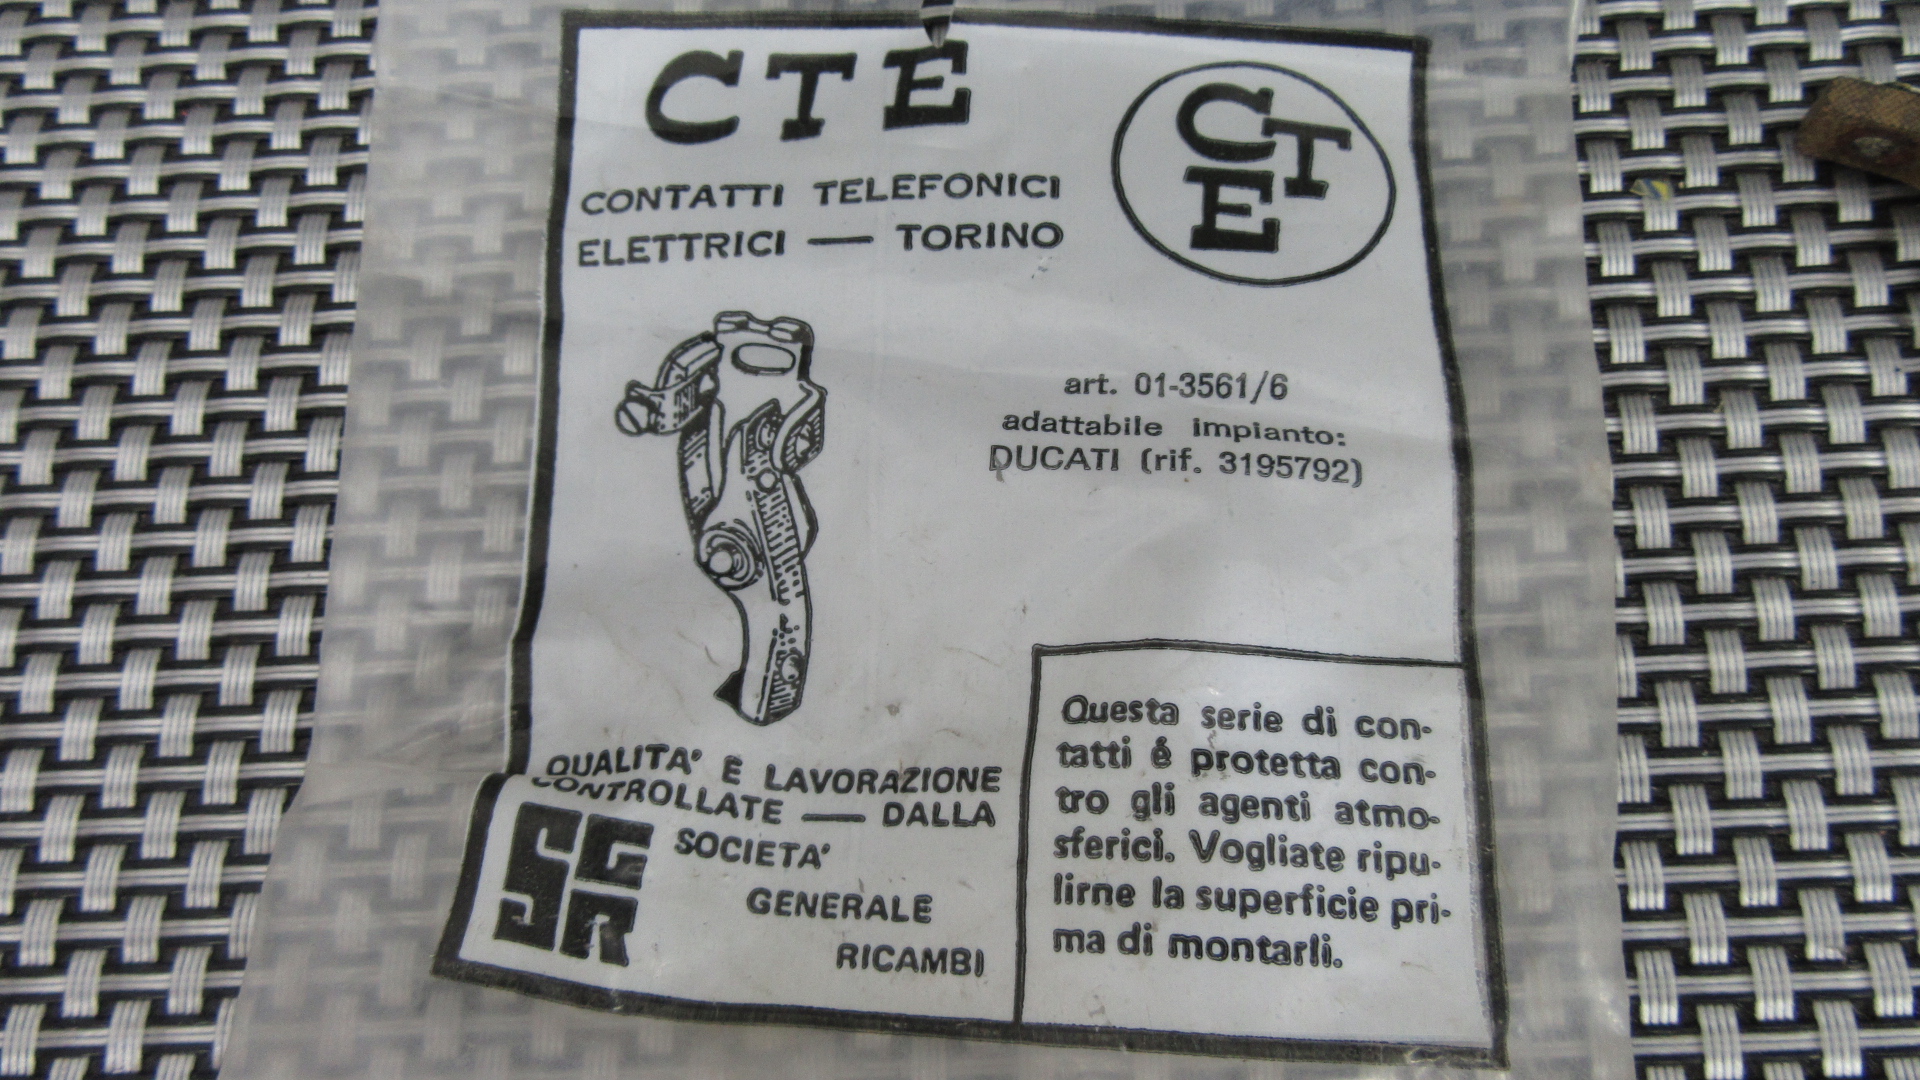 CTE
CTE
CONTATTI TELEFONICI
ELETTRICI — TORINO
art. 01-3561/6
adattabile impianto:
DUCATI (rif. 3195792)
QUALITA' E LAVORAZIONE
CONTROLLATE — DALLA
SGR
SOCIETA'
GENERALE
RICAMBI
Questa serie di con-
tatti é protetta con-
tro gli agenti atmo-
sferici. Vogliate ripu-
lirne la superficie pri-
ma di montarli.